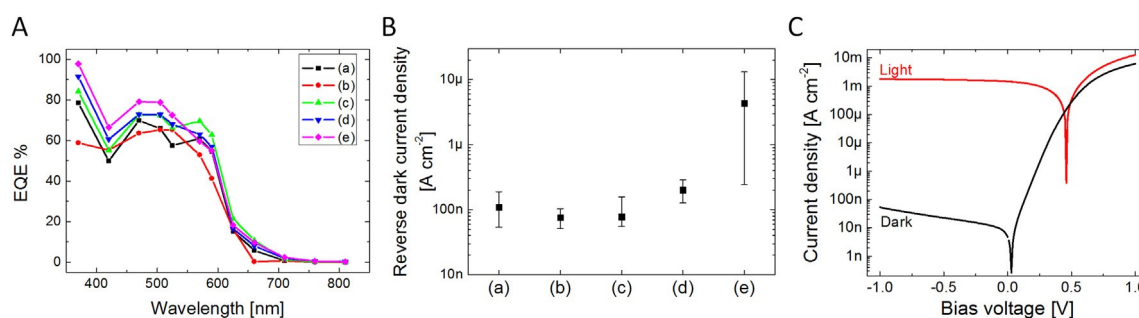 A
B
C
100
80
60
40
20
0
EQE %
400
500
600
700
800
Wavelength [nm]
(a)
(b)
(c)
(d)
(e)
Reverse dark current density
[A cm⁻²]
10µ
1µ
100n
10n
(a) (b) (c) (d) (e)
Current density [A cm⁻²]
10m
1m
100µ
10µ
1µ
100n
10n
1n
Light
Dark
-1.0
-0.5
0.0
0.5
1.0
Bias voltage [V]